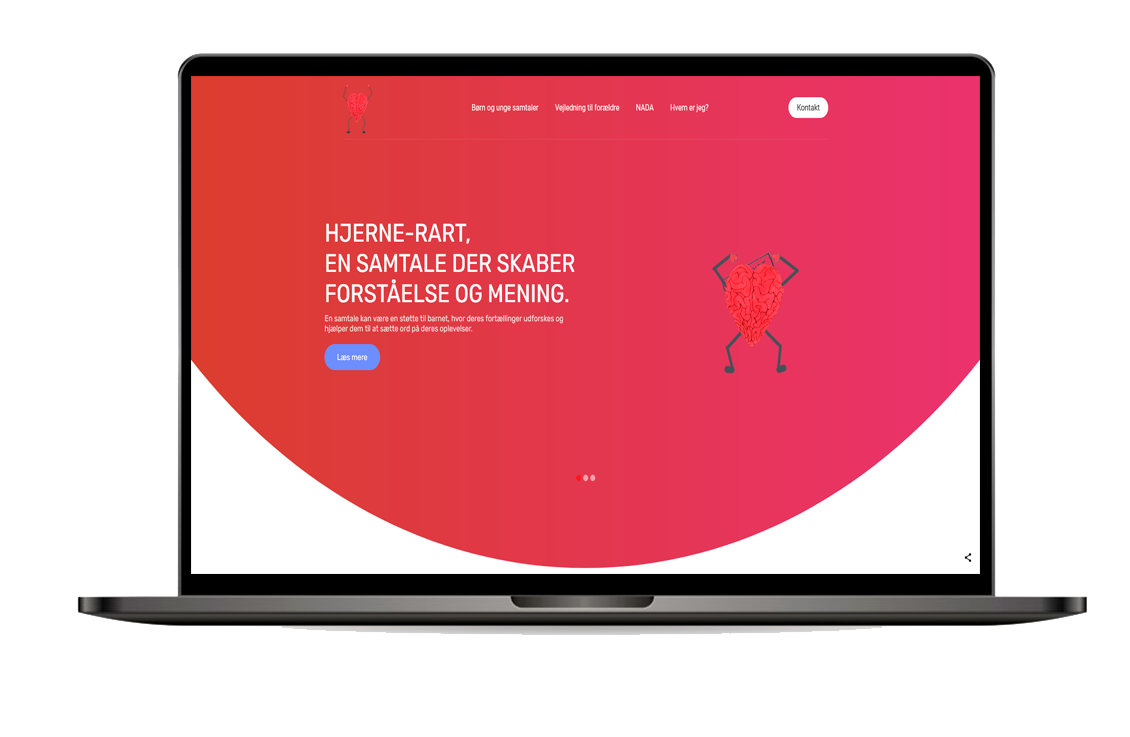 Børn og unge samtaler Vejledning til forældre NADA Hvem er jeg? Kontakt
HJERNE-RART,
EN SAMTALE DER SKABER
FORSTÅELSE OG MENING.
En samtale kan være en støtte til barnet, hvor deres fortællinger udforskes og
hjælper dem til at sætte ord på deres oplevelser.
Læs mere